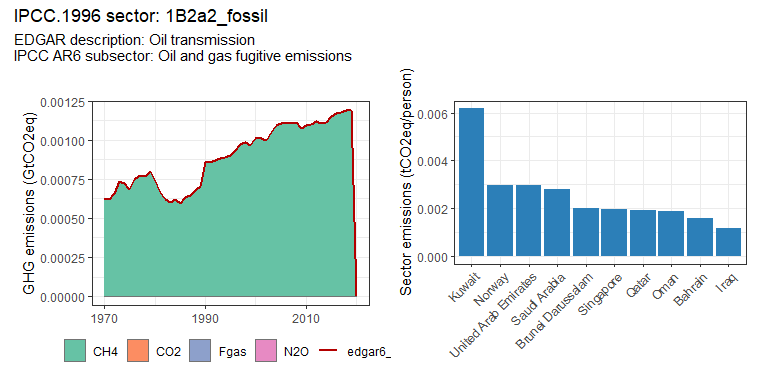 IPCC.1996 sector: 1B2a2_fossil
EDGAR description: Oil transmission
IPCC AR6 subsector: Oil and gas fugitive emissions
GHG emissions (GtCO2eq)
0.00125
0.00100
0.00075
0.00050
0.00025
0.00000
1970
1990
2010
CH4
CO2
Fgas
N2O
edgar6_
Sector emissions (tCO2eq/person)
0.006
0.004
0.002
0.000
Kuwait
Norway
United Arab Emirates
Saudi Arabia
Brunei Darussalam
Singapore
Qatar
Oman
Bahrain
Iraq